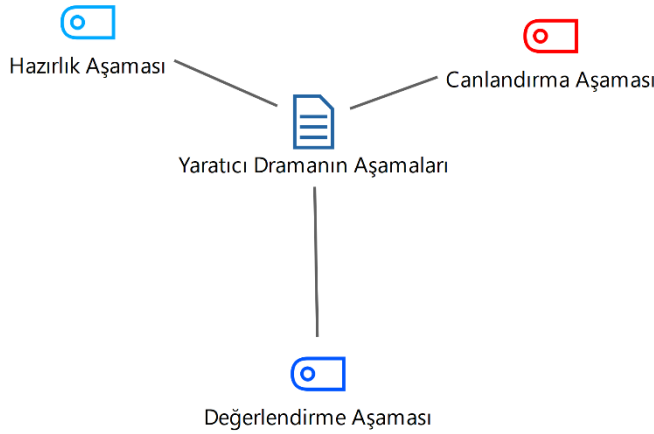 Hazırlık Aşaması
Canlandırma Aşaması
Yaratıcı Dramanın Aşamaları
Değerlendirme Aşaması